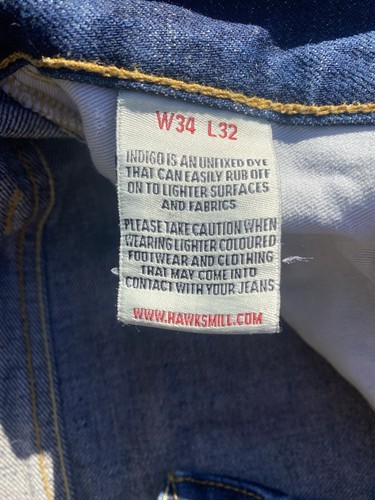 W34 L32
INDIGO IS AN UNFIXED DYE
THAT CAN EASILY RUB OFF
ON TO LIGHTER SURFACES
AND FABRICS
PLEASE TAKE CAUTION WHEN
WEARING LIGHTER COLOURED
FOOTWEAR AND CLOTHING
THAT MAY COME INTO
CONTACT WITH YOUR JEANS
WWW.HAWKSMILL.COM